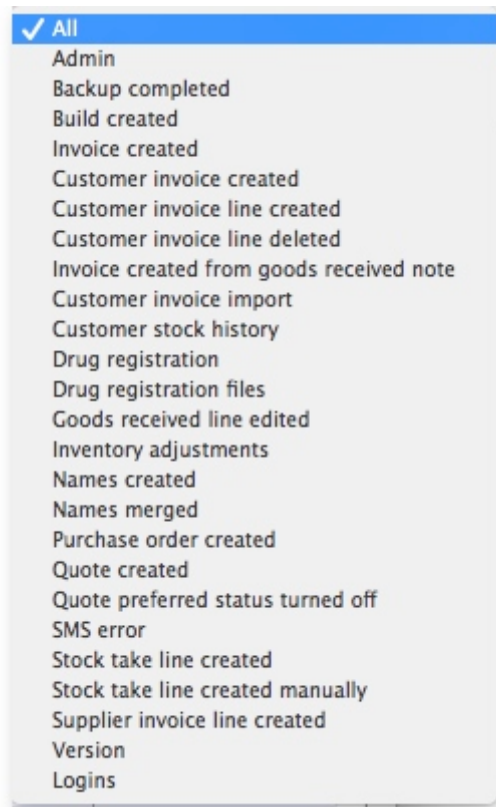 All
Admin
Backup completed
Build created
Invoice created
Customer invoice created
Customer invoice line created
Customer invoice line deleted
Invoice created from goods received note
Customer invoice import
Customer stock history
Drug registration
Drug registration files
Goods received line edited
Inventory adjustments
Names created
Names merged
Purchase order created
Quote created
Quote preferred status turned off
SMS error
Stock take line created
Stock take line created manually
Supplier invoice line created
Version
Logins